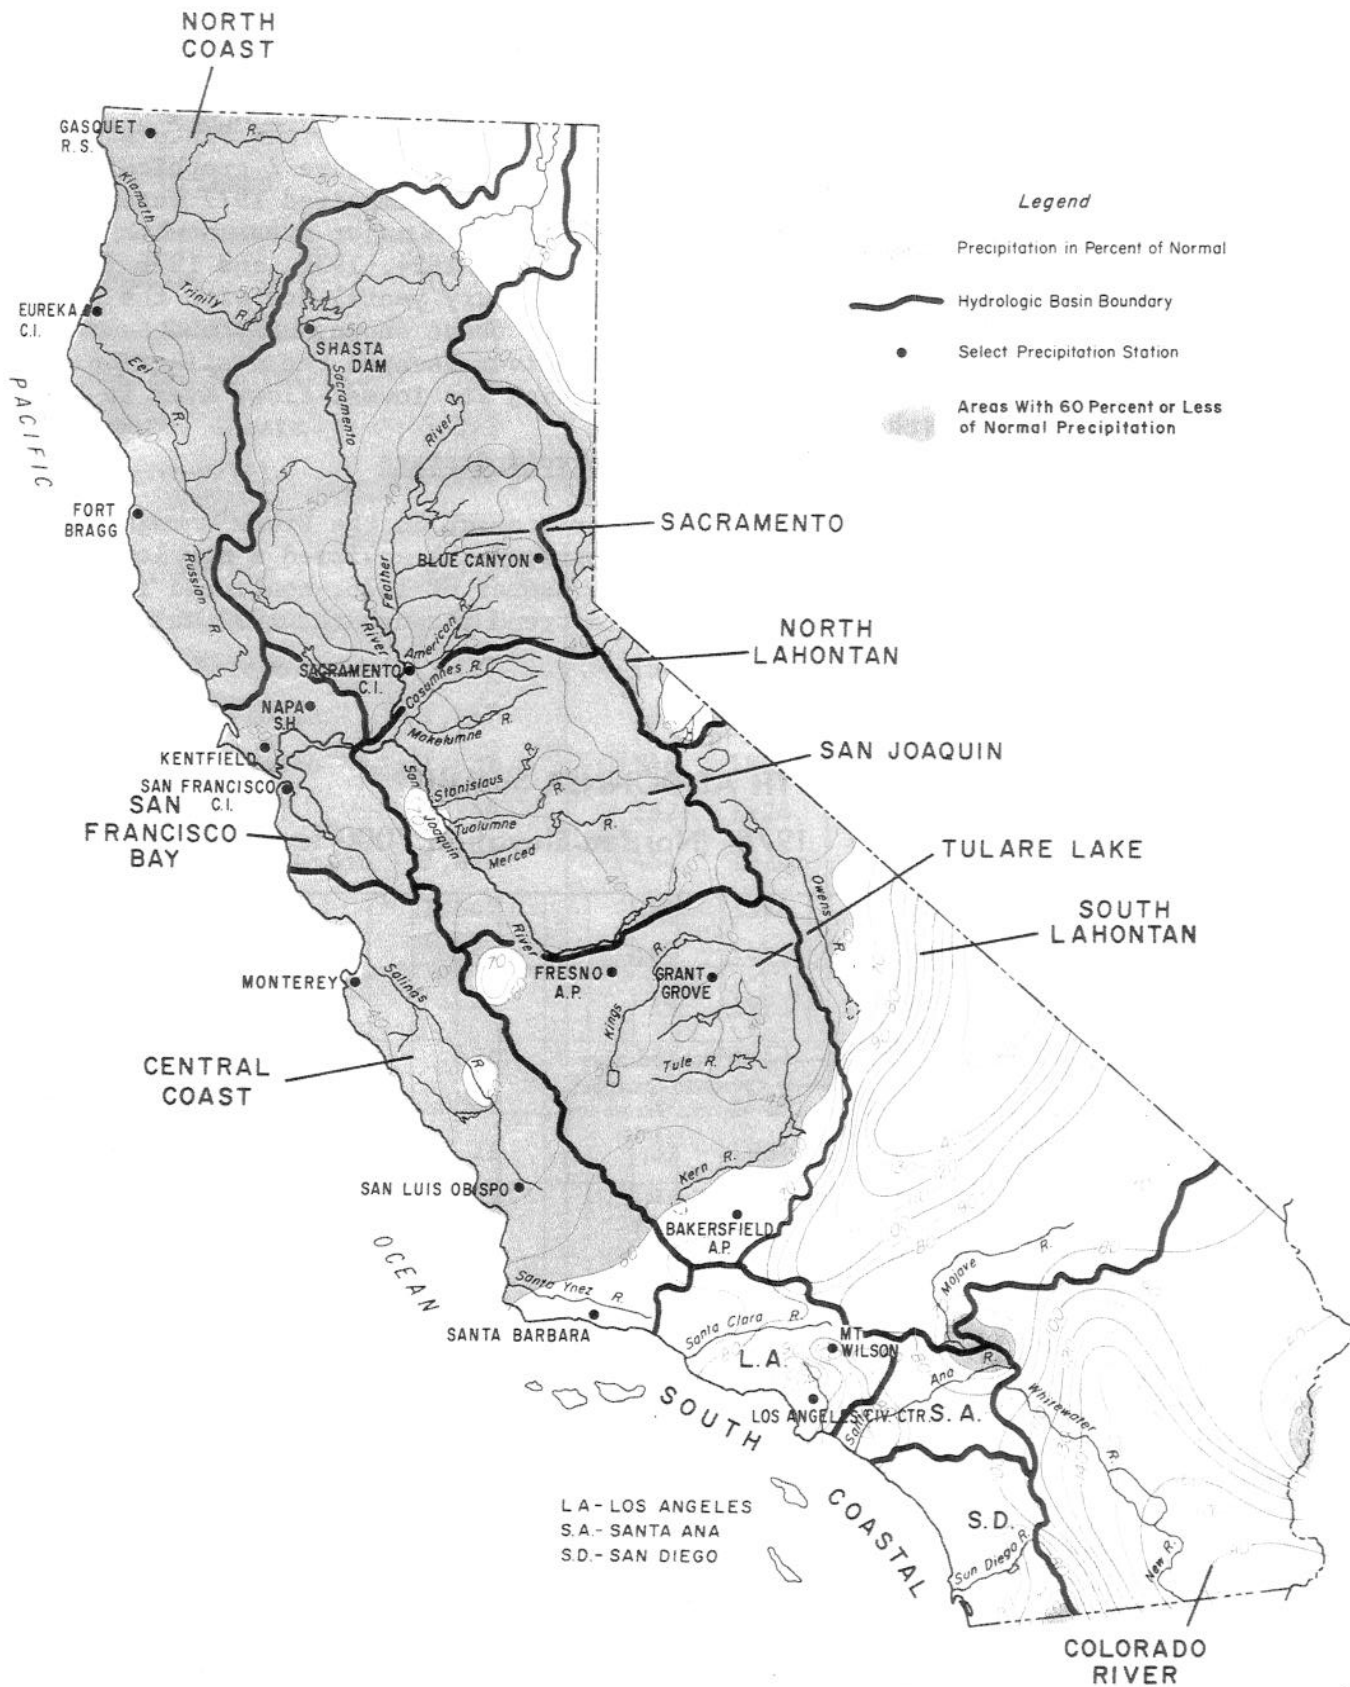 NORTH
COAST
GASQUET
R. S.
R.
Klamath
Trinity
R.
EUREKA
C.I.
SHASTA
DAM
Eel
R.
Sacramento
River
PACIFIC
FORT
BRAGG
Russian
R.
Feather
River
BLUE CANYON
SACRAMENTO
American R.
NORTH
LAHONTAN
SACRAMENTO
C.I.
Cosumnes R.
NAPA
S.H.
Mokelumne R.
KENTFIELD
SAN FRANCISCO
C.I.
SAN
FRANCISCO
BAY
San
Joaquin
River
Stanislaus R.
Tuolumne R.
Merced R.
SAN JOAQUIN
TULARE LAKE
Owens
R.
SOUTH
LAHONTAN
70
MONTEREY
Salinas
R.
FRESNO
A.P.
GRANT
GROVE
Kings
R.
Tule R.
CENTRAL
COAST
Kern R.
SAN LUIS OBISPO
BAKERSFIELD
A.P.
OCEAN
Santa Ynez R.
SANTA BARBARA
Santa Clara R.
Mojave R.
MT
WILSON
L.A.
LOS ANGELES CIV. CTR.
Santa Ana R.
S. A.
Whitewater
R.
SOUTH
COASTAL
S.D.
San Diego R.
New R.
COLORADO
RIVER
L A - LOS ANGELES
S.A. - SANTA ANA
S.D. - SAN DIEGO
Legend
Precipitation in Percent of Normal
Hydrologic Basin Boundary
Select Precipitation Station
Areas With 60 Percent or Less
of Normal Precipitation